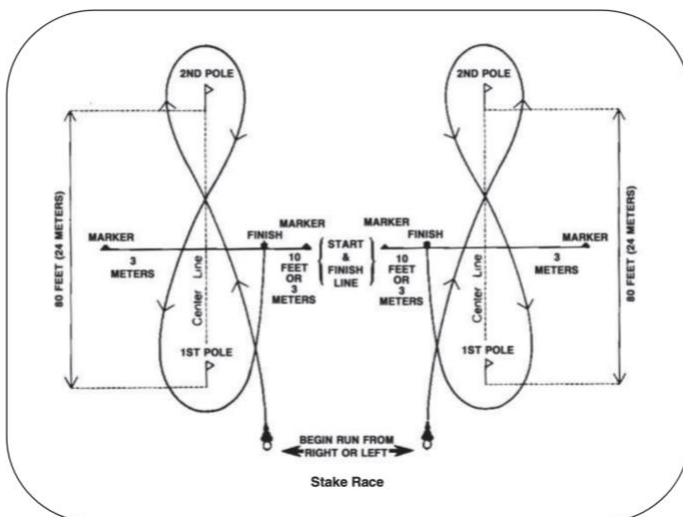 2ND POLE
2ND POLE
80 FEET (24 METERS)
MARKER
3
METERS
Center Line
FINISH
MARKER
10
FEET
OR
3
METERS
START
&
FINISH
LINE
MARKER
10
FEET
OR
3
METERS
FINISH
Center Line
MARKER
3
METERS
80 FEET (24 METERS)
1ST POLE
1ST POLE
BEGIN RUN FROM
RIGHT OR LEFT
Stake Race